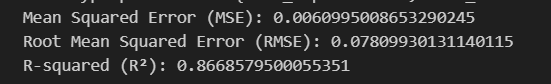 Mean Squared Error (MSE): 0.0060995008653290245
Root Mean Squared Error (RMSE): 0.07809930131140115
R-squared (R²): 0.8668579500055351